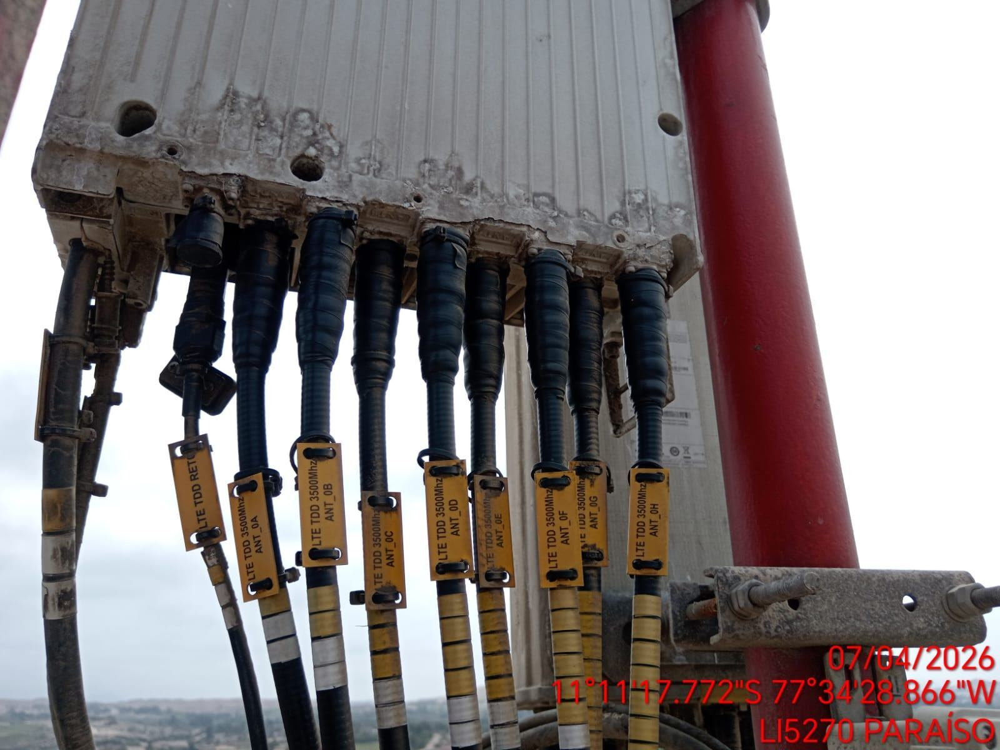 LTE TDD RET
LTE TDD 3500Mhz
ANT_0A
LTE TDD 3500Mhz
ANT_0B
LTE TDD 3500Mhz
ANT_0C
LTE TDD 3500Mhz
ANT_0D
LTE TDD 3500Mhz
ANT_0E
LTE TDD 3500Mhz
ANT_0F
LTE TDD 3500Mhz
ANT_0G
LTE TDD 3500Mhz
ANT_0H
07/04/2026
11°11'17.772"S 77°34'28.866"W
LI5270 PARAÍSO